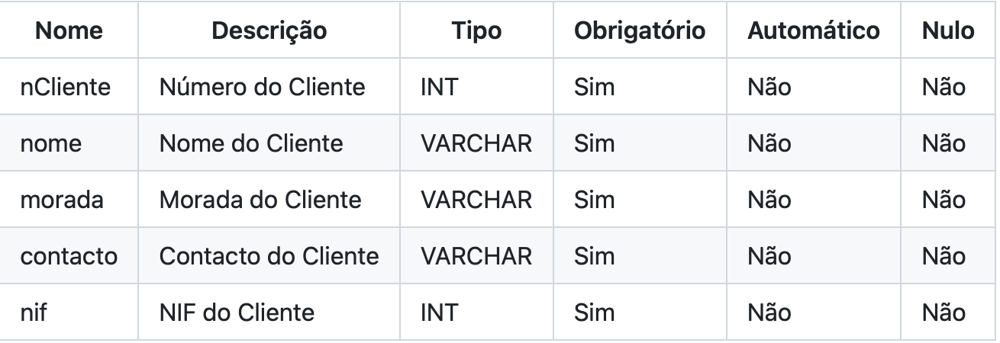 Nome Descrição Tipo Obrigatório Automático Nulo
nCliente Número do Cliente INT Sim Não Não
nome Nome do Cliente VARCHAR Sim Não Não
morada Morada do Cliente VARCHAR Sim Não Não
contacto Contacto do Cliente VARCHAR Sim Não Não
nif NIF do Cliente INT Sim Não Não